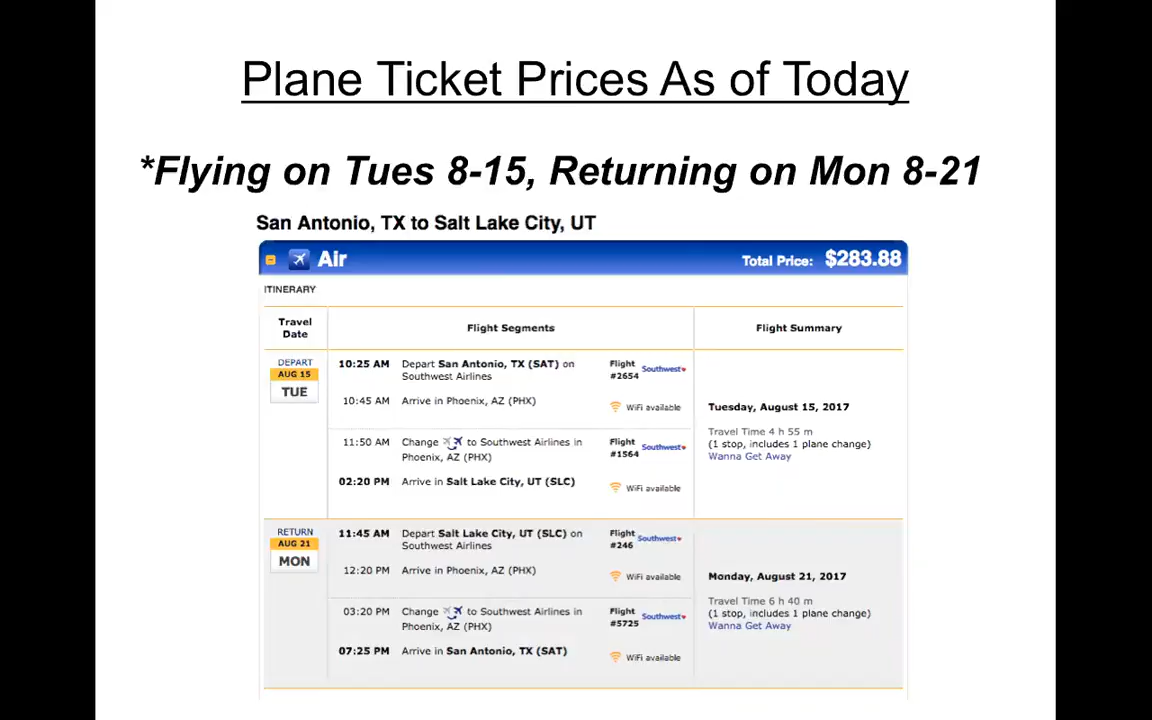 Plane Ticket Prices As of Today
*Flying on Tues 8-15, Returning on Mon 8-21
San Antonio, TX to Salt Lake City, UT
Air Total Price: $283.88
ITINERARY
Travel Date Flight Segments Flight Summary
DEPART
AUG 15
TUE
10:25 AM Depart San Antonio, TX (SAT) on
Southwest Airlines
Flight
#2654 Southwest
10:45 AM Arrive in Phoenix, AZ (PHX)
WiFi available
11:50 AM Change to Southwest Airlines in
Phoenix, AZ (PHX)
Flight
#1564 Southwest
02:20 PM Arrive in Salt Lake City, UT (SLC)
WiFi available
Tuesday, August 15, 2017
Travel Time 4 h 55 m
(1 stop, includes 1 plane change)
Wanna Get Away
RETURN
AUG 21
MON
11:45 AM Depart Salt Lake City, UT (SLC) on
Southwest Airlines
Flight
#246 Southwest
12:20 PM Arrive in Phoenix, AZ (PHX)
WiFi available
03:20 PM Change to Southwest Airlines in
Phoenix, AZ (PHX)
Flight
#5725 Southwest
07:25 PM Arrive in San Antonio, TX (SAT)
WiFi available
Monday, August 21, 2017
Travel Time 6 h 40 m
(1 stop, includes 1 plane change)
Wanna Get Away